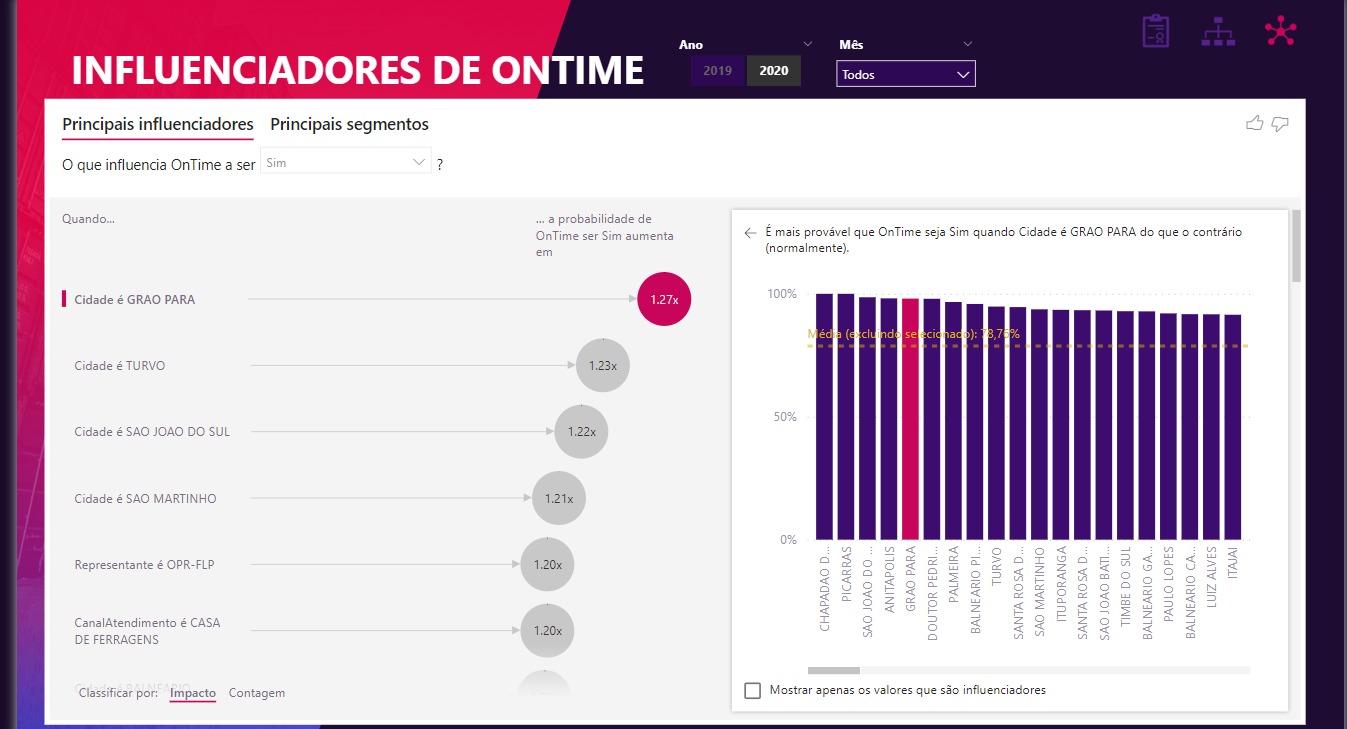 INFLUENCIADORES DE ONTIME
Ano
2019
2020
Mês
Todos
Principais influenciadores
Principais segmentos
O que influencia OnTime a ser
Sim
?
Quando...
... a probabilidade de
OnTime ser Sim aumenta
em
Cidade é GRAO PARA
1.27x
Cidade é TURVO
1.23x
Cidade é SAO JOAO DO SUL
1.22x
Cidade é SAO MARTINHO
1.21x
Representante é OPR-FLP
1.20x
CanalAtendimento é CASA
DE FERRAGENS
1.20x
Cidade é BALNEARIO
Classificar por:
Impacto
Contagem
É mais provável que OnTime seja Sim quando Cidade é GRAO PARA do que o contrário
(normalmente).
100%
50%
0%
Média (excluindo selecionado): 78,76%
CHAPADAO D...
PICARRAS
SAO JOAO DO ...
ANITAPOLIS
GRAO PARA
DOUTOR PEDRI...
PALMEIRA
BALNEARIO PI...
TURVO
SANTA ROSA D...
SAO MARTINHO
ITUPORANGA
SANTA ROSA D...
SAO JOAO BATI...
TIMBE DO SUL
BALNEARIO GA...
PAULO LOPES
BALNEARIO CA...
LUIZ ALVES
ITAJAI
Mostrar apenas os valores que são influenciadores